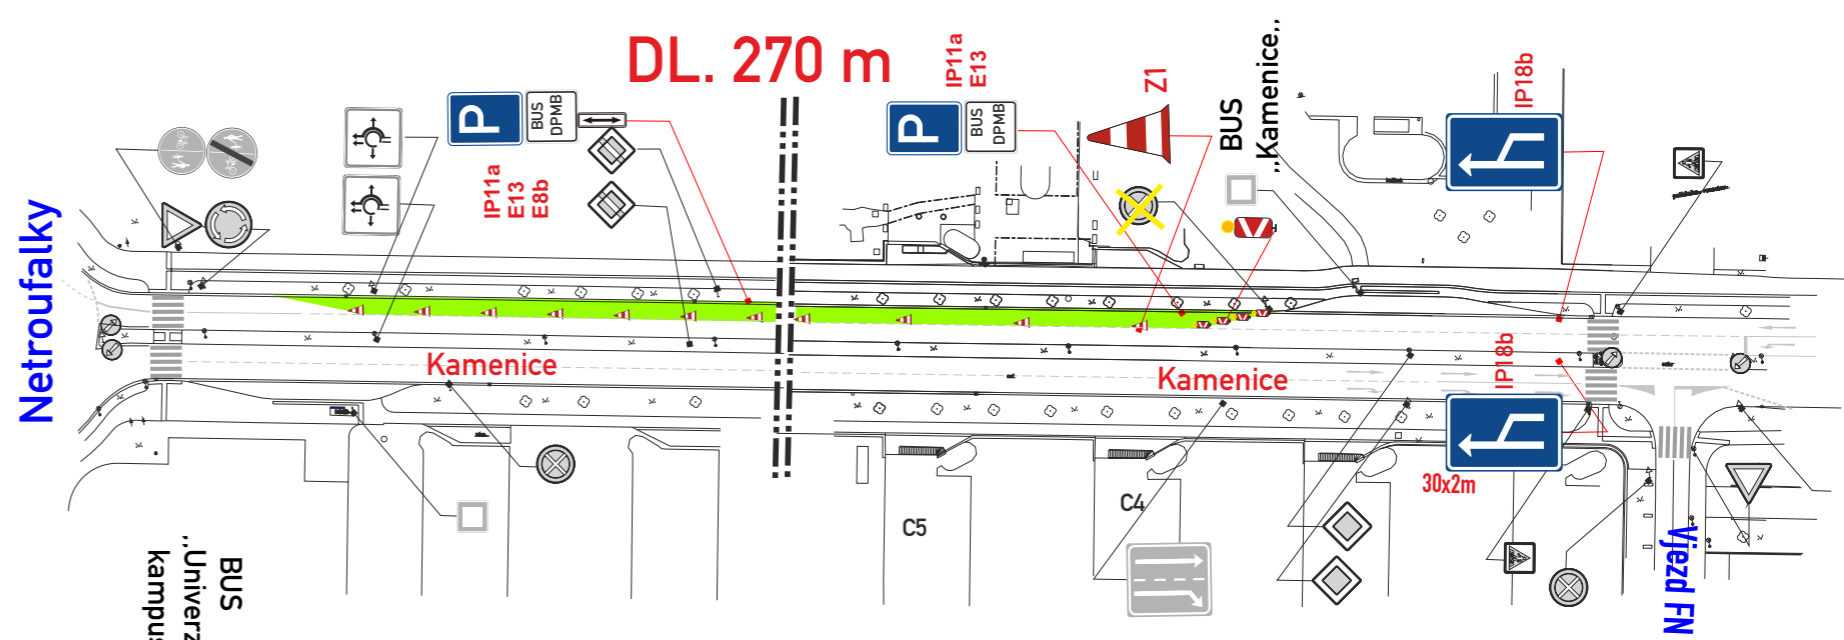 DL. 270 m
IP11a
E13
Z1
BUS
„Kamenice„
IP18b
P
BUS
DPMB
P
BUS
DPMB
IP11a
E13
E8b
Netroufalky
Kamenice
Kamenice
IP18b
30x2m
C5
C4
Vjezd FN
BUS
„Univerz
kampus